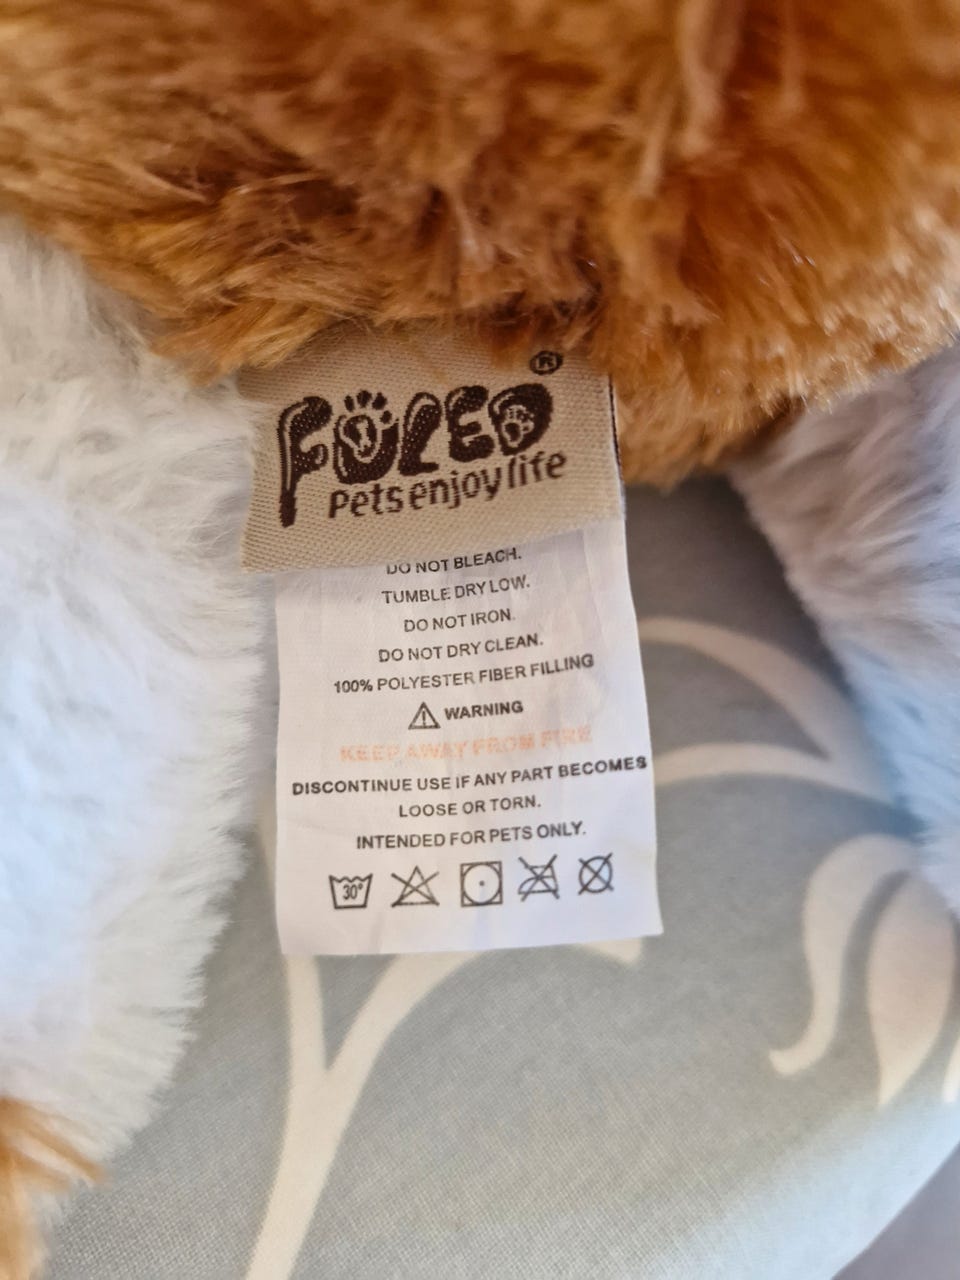 FOLEO®
Pets enjoy life
DO NOT BLEACH.
TUMBLE DRY LOW.
DO NOT IRON.
DO NOT DRY CLEAN.
100% POLYESTER FIBER FILLING
WARNING
KEEP AWAY FROM FIRE
DISCONTINUE USE IF ANY PART BECOMES
LOOSE OR TORN.
INTENDED FOR PETS ONLY.
30°